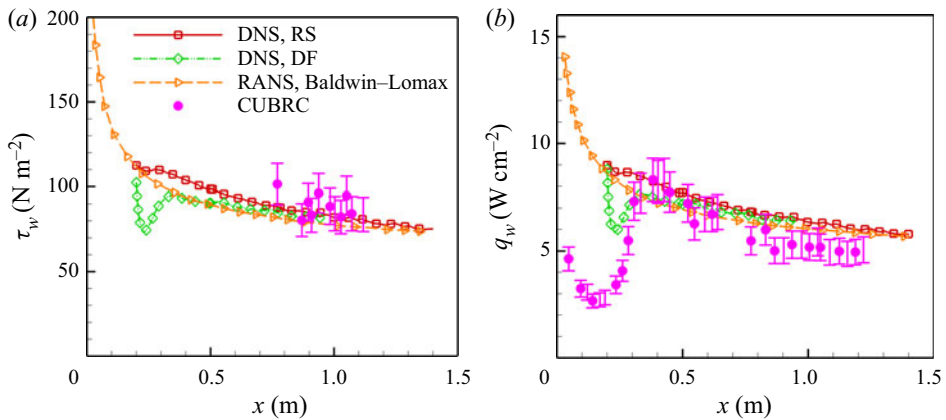 (a)
200
150
100
50
0
0.5
1.0
1.5
τw (N m−2)
x (m)
DNS, RS
DNS, DF
RANS, Baldwin–Lomax
CUBRC
(b)
15
10
5
0
0.5
1.0
1.5
qw (W cm−2)
x (m)